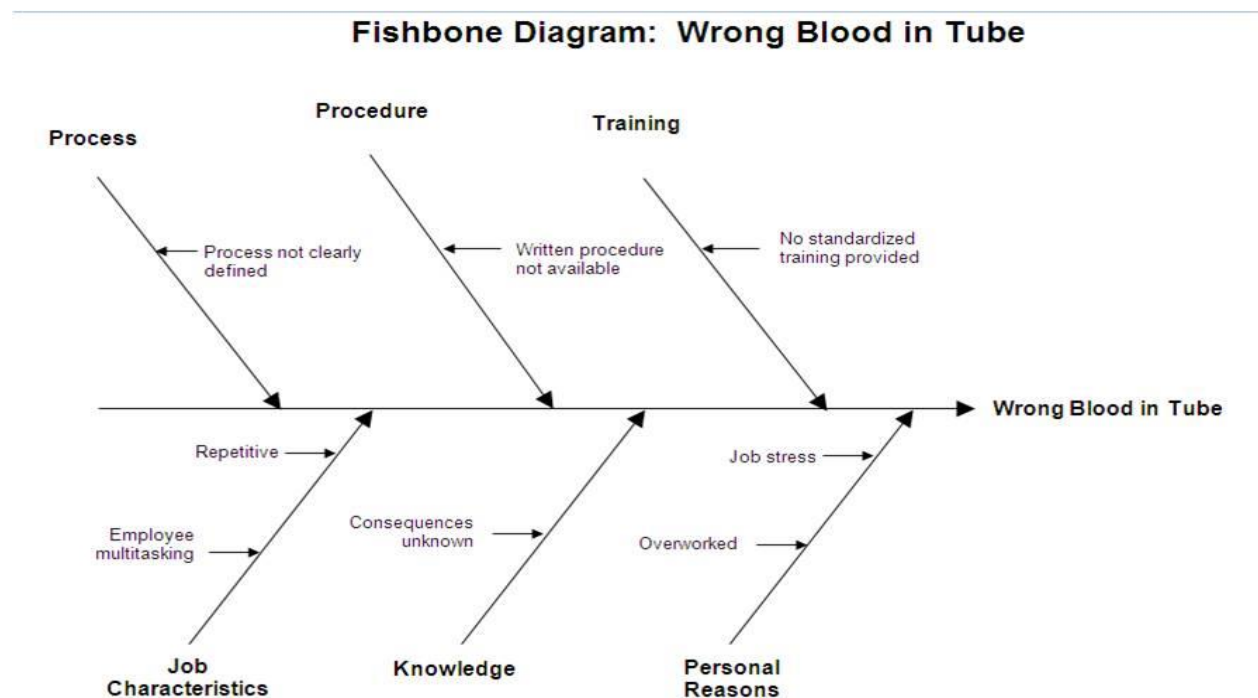 Fishbone Diagram: Wrong Blood in Tube
Procedure
Training
Process
No standardized
training provided
Process not clearly
defined
Written procedure
not available
Wrong Blood in Tube
Repetitive
Job stress
Employee
multitasking
Consequences
unknown
Overworked
Job
Characteristics
Knowledge
Personal
Reasons